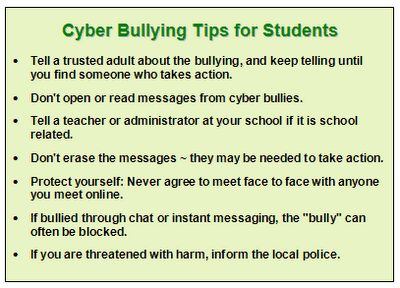 Cyber Bullying Tips for Students
• Tell a trusted adult about the bullying, and keep telling until
you find someone who takes action.
• Don't open or read messages from cyber bullies.
• Tell a teacher or administrator at your school if it is school
related.
• Don't erase the messages ~ they may be needed to take action.
• Protect yourself: Never agree to meet face to face with anyone
you meet online.
• If bullied through chat or instant messaging, the "bully" can
often be blocked.
• If you are threatened with harm, inform the local police.